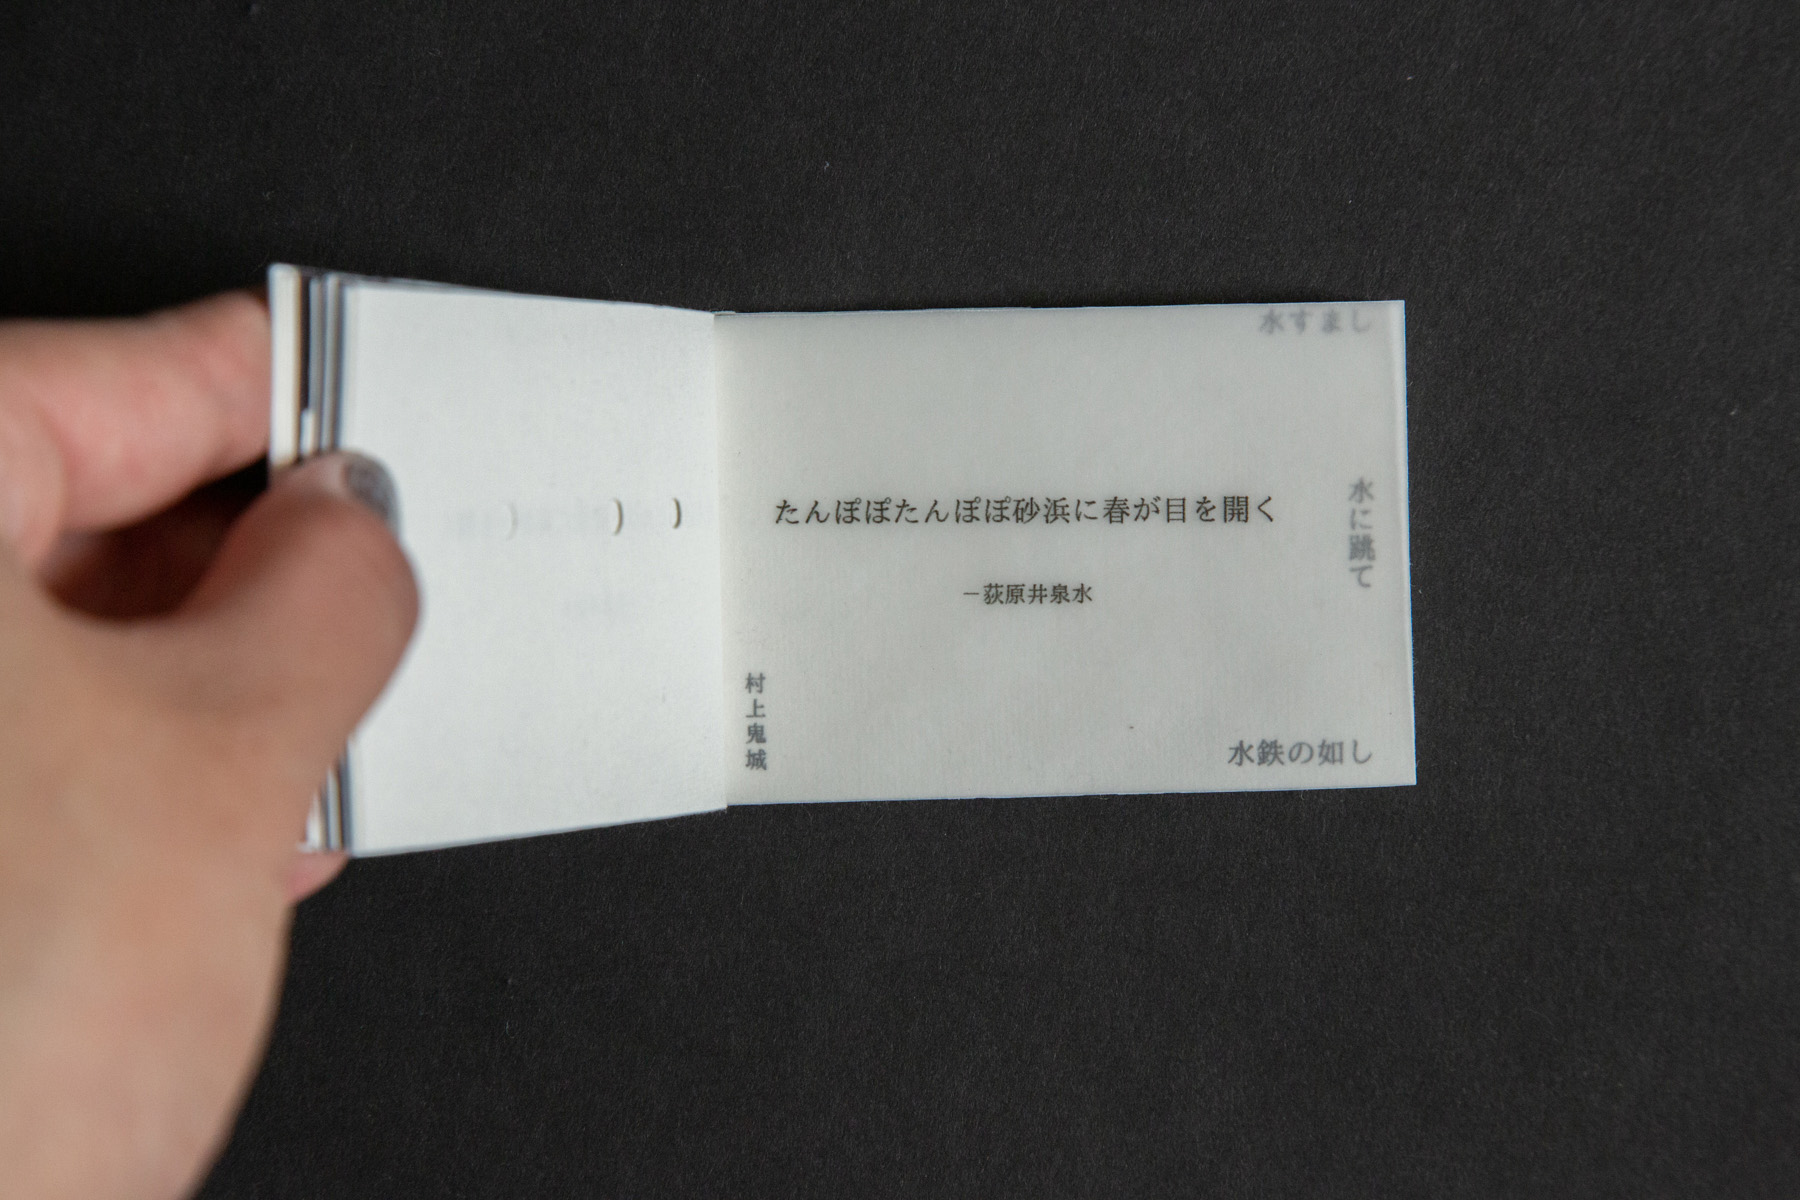 ) ) )
たんぽぽたんぽぽ砂浜に春が目を開く
－荻原井泉水
水すまし
水に跳て
水鉄の如し
村上鬼城